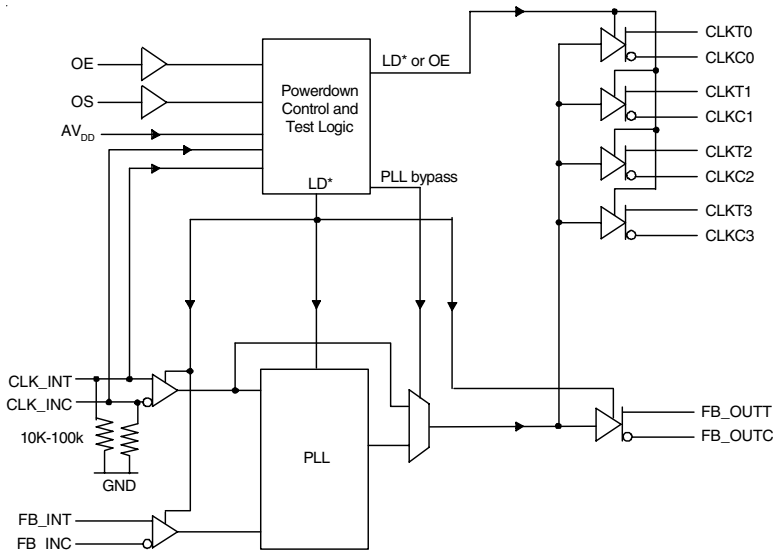 OE
OS
AV_DD
Powerdown
Control and
Test Logic
LD* or OE
PLL bypass
LD*
CLKT0
CLKC0
CLKT1
CLKC1
CLKT2
CLKC2
CLKT3
CLKC3
CLK_INT
CLK_INC
10K-100k
GND
PLL
FB_INT
FB_INC
FB_OUTT
FB_OUTC